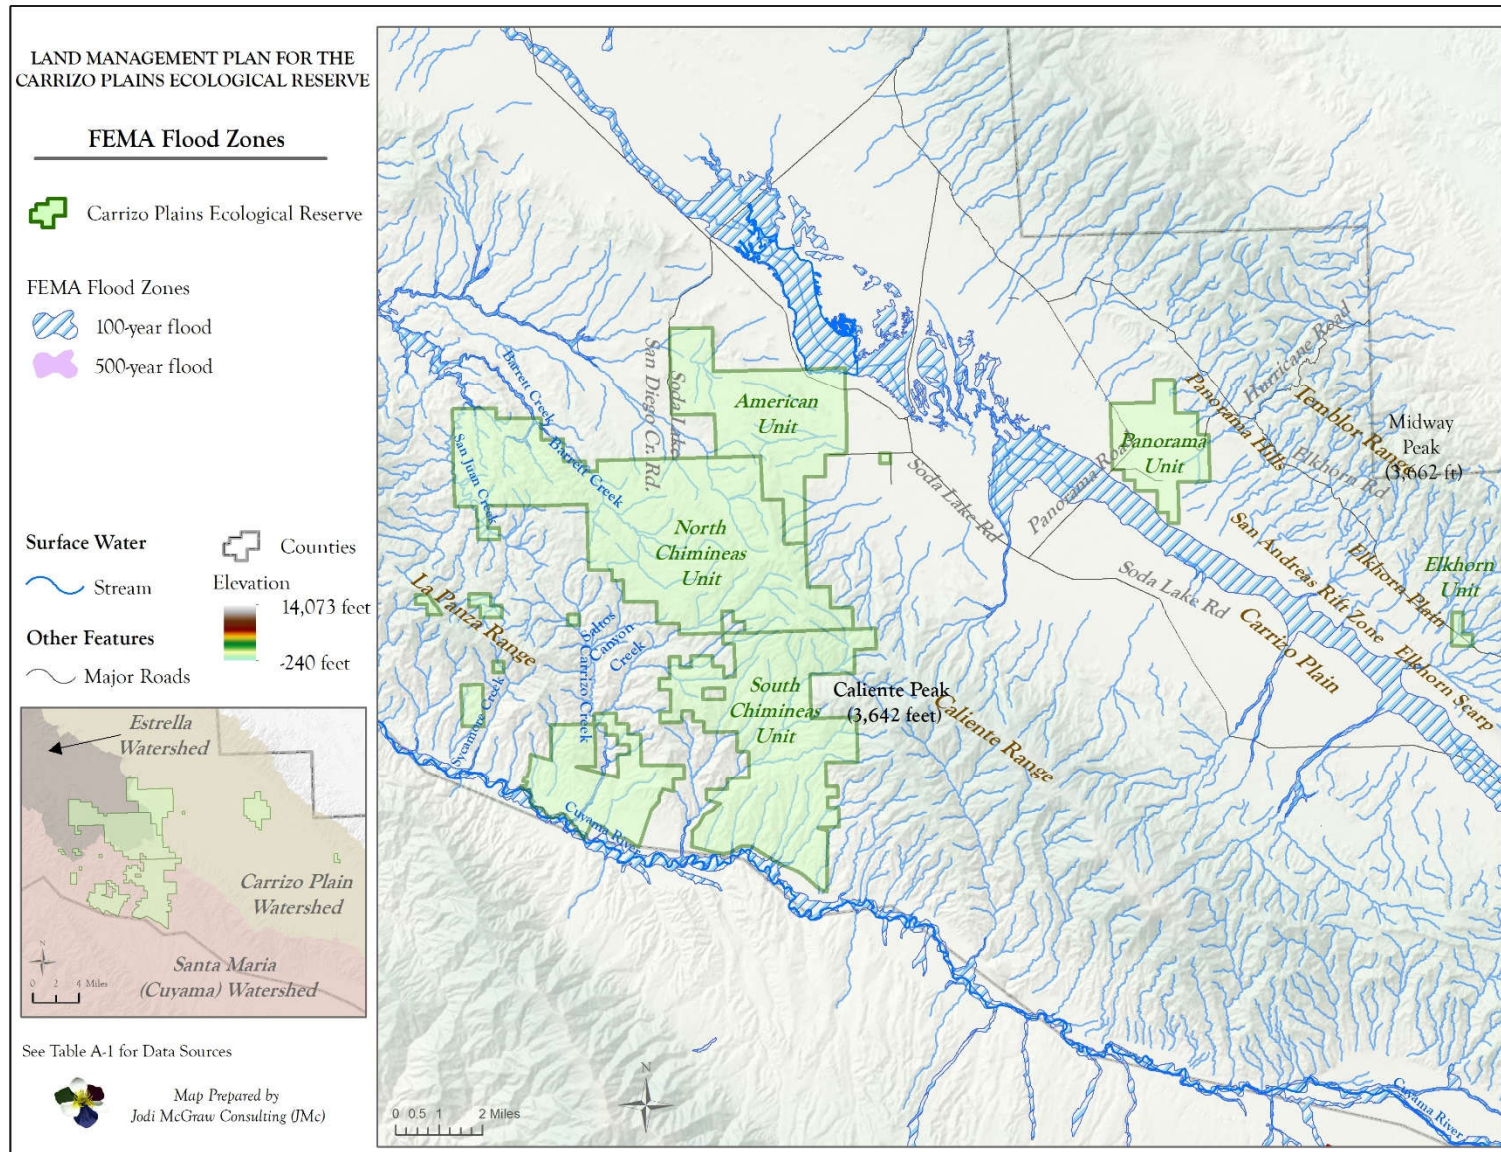 LAND MANAGEMENT PLAN FOR THE
CARRIZO PLAINS ECOLOGICAL RESERVE
FEMA Flood Zones
Carrizo Plains Ecological Reserve
FEMA Flood Zones
100-year flood
500-year flood
Surface Water
Stream
Other Features
Major Roads
Counties
Elevation
14,073 feet
-240 feet
Estrella
Watershed
Carrizo Plain
Watershed
Santa Maria
(Cuyama) Watershed
N
0 2 4 Miles
See Table A-1 for Data Sources
Map Prepared by
Jodi McGraw Consulting (JMc)
Barrett Creek
Barrett Creek
San Juan Creek
San Diego Cr. Rd.
Soda Lake
American
Unit
North
Chimineas
Unit
South
Chimineas
Unit
La Panza Range
Saltos
Canyon
Creek
Carrizo Creek
Sycamore Creek
Cuyama River
Caliente Peak
(3,642 feet)
Caliente Range
Soda Lake Rd
Panorama Road
Soda Lake Rd
Panorama
Unit
Panorama Hills
Hurricane Road
Temblor Range
Midway
Peak
(3,662 ft)
Elkhorn Rd
San Andreas Rift Zone
Elkhorn Plain
Elkhorn
Unit
Carrizo Plain
Elkhorn Scarp
Cuyama River
N
0 0.5 1 2 Miles